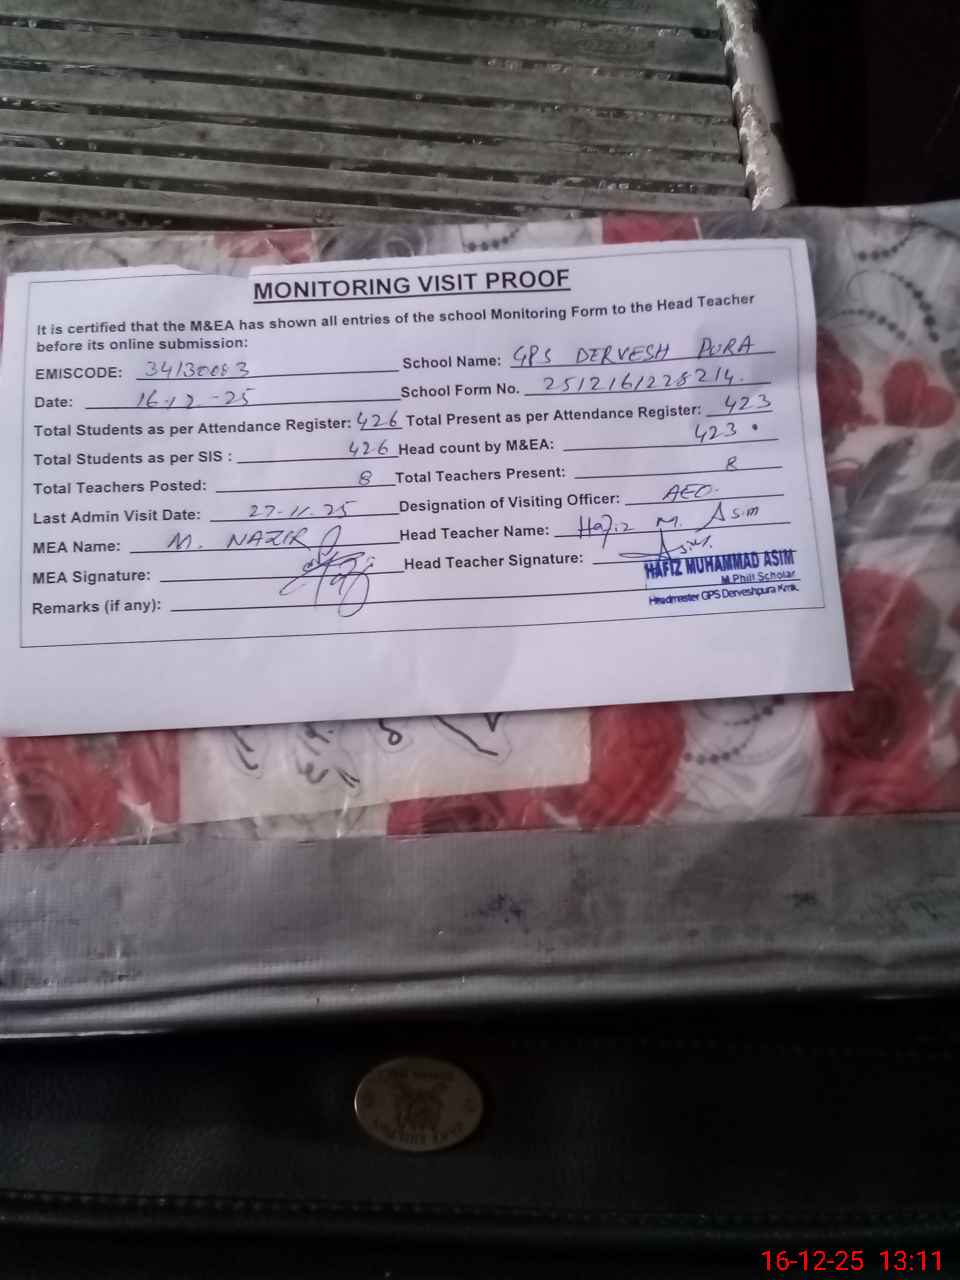 MONITORING VISIT PROOF
It is certified that the M&EA has shown all entries of the school Monitoring Form to the Head Teacher
before its online submission:
EMISCODE: 34130083 School Name: GPS DERVESH PURA
Date: 16-12-25 School Form No. 2512161228214.
Total Students as per Attendance Register: 426 Total Present as per Attendance Register: 423
Total Students as per SIS : 426 Head count by M&EA: 423
Total Teachers Posted: 8 Total Teachers Present: 8
Last Admin Visit Date: 27-11-25 Designation of Visiting Officer: AEO.
MEA Name: M. NAZIR Head Teacher Name: Hafiz M. Asim
MEA Signature: Head Teacher Signature: Asim
HAFIZ MUHAMMAD ASIM
M.Phill Scholar
Headmaster GPS Derveshpura Kmk.
Remarks (if any):
16-12-25 13:11